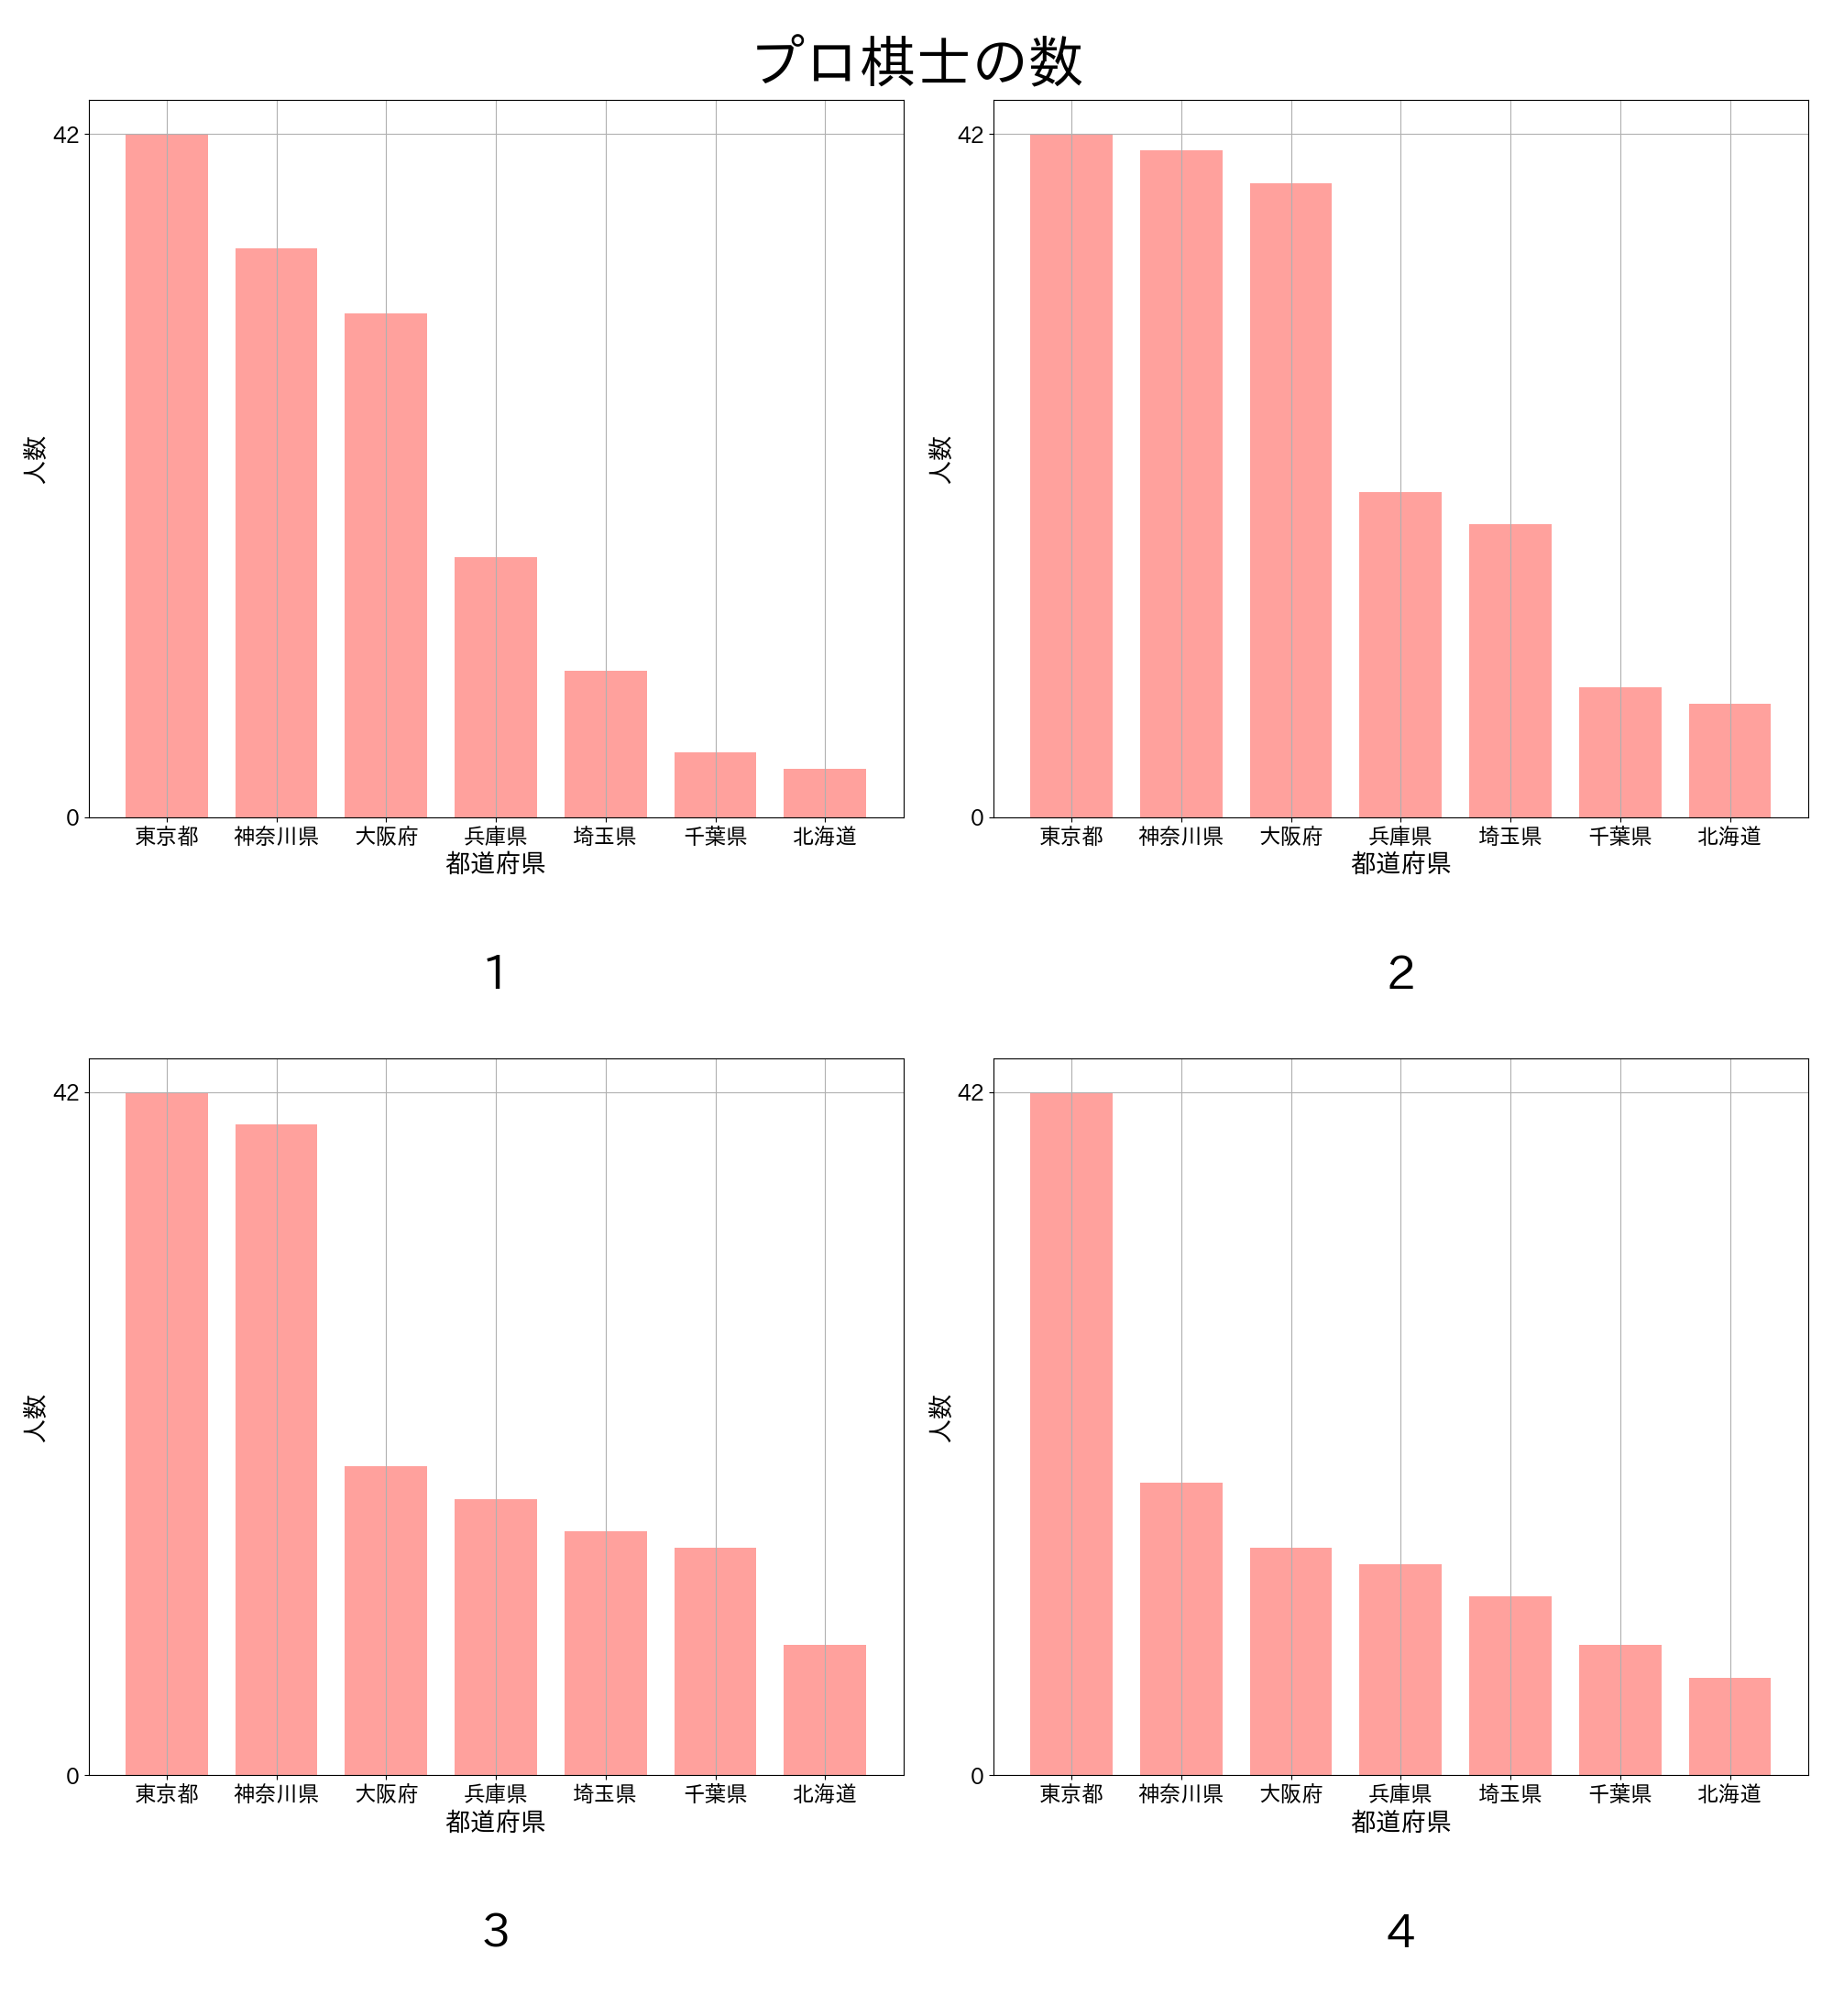 プロ棋士の数
42
0
人数
東京都 神奈川県 大阪府 兵庫県 埼玉県 千葉県 北海道
都道府県
1
42
0
人数
東京都 神奈川県 大阪府 兵庫県 埼玉県 千葉県 北海道
都道府県
2
42
0
人数
東京都 神奈川県 大阪府 兵庫県 埼玉県 千葉県 北海道
都道府県
3
42
0
人数
東京都 神奈川県 大阪府 兵庫県 埼玉県 千葉県 北海道
都道府県
4